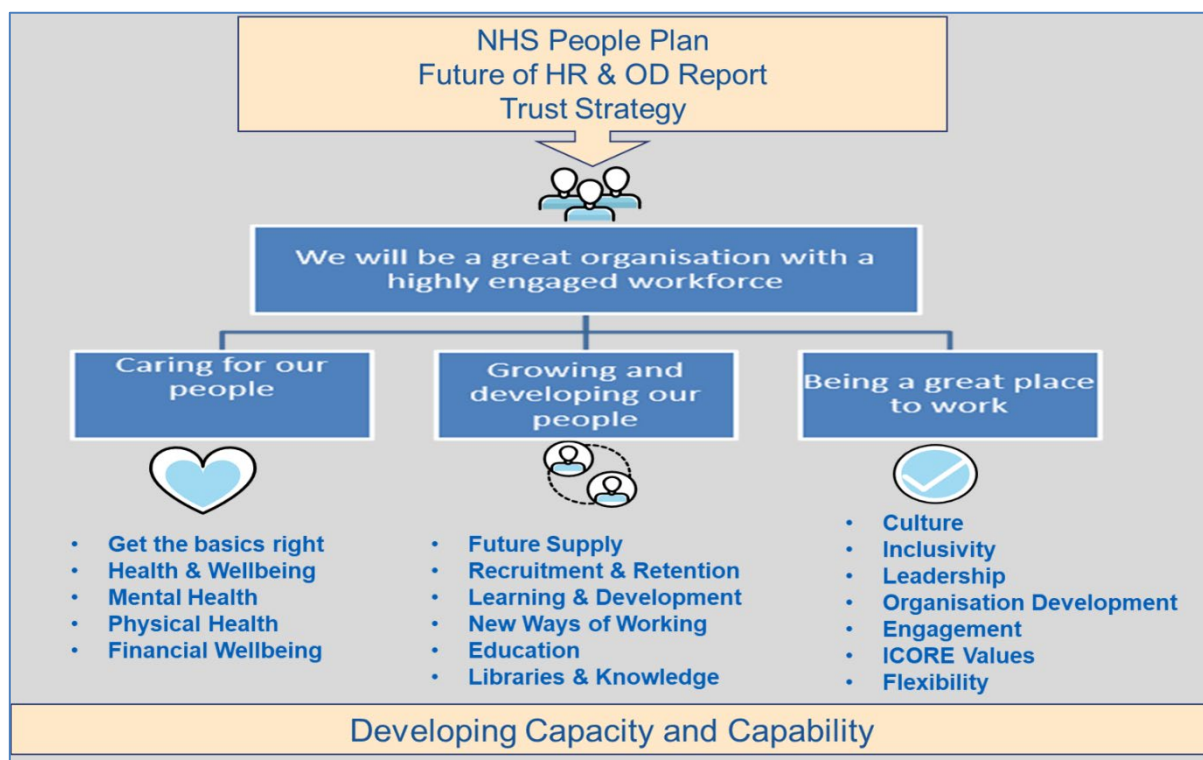 NHS People Plan
Future of HR & OD Report
Trust Strategy
We will be a great organisation with a
highly engaged workforce
Caring for our
people
Growing and
developing our
people
Being a great place
to work
• Get the basics right
• Health & Wellbeing
• Mental Health
• Physical Health
• Financial Wellbeing
• Future Supply
• Recruitment & Retention
• Learning & Development
• New Ways of Working
• Education
• Libraries & Knowledge
• Culture
• Inclusivity
• Leadership
• Organisation Development
• Engagement
• ICORE Values
• Flexibility
Developing Capacity and Capability